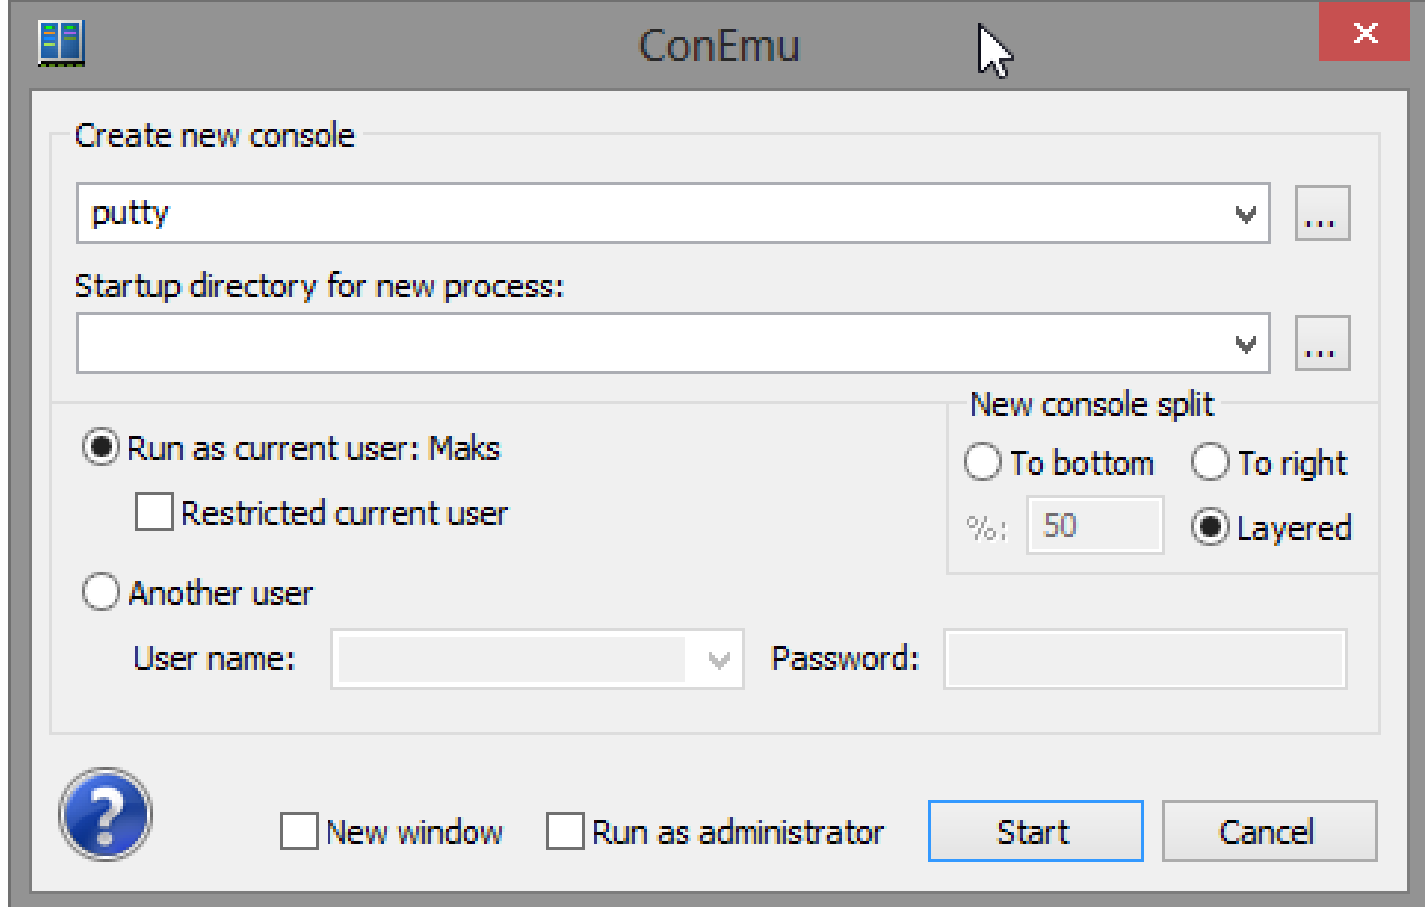 ConEmu
Create new console
putty
...
Startup directory for new process:
...
New console split
Run as current user: Maks
To bottom To right
Restricted current user
%: 50 Layered
Another user
User name: Password:
?
New window Run as administrator Start Cancel